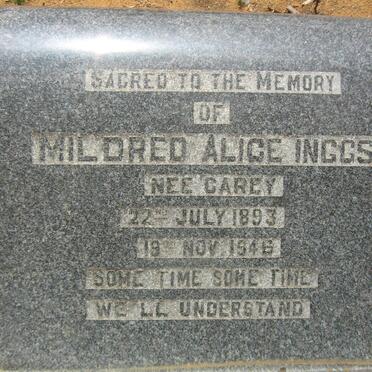 SACRED TO THE MEMORY
OF
MILDRED ALICE INGGS
NEE CAREY
22ND JULY 1893
19TH NOV 1946
SOME TIME SOME TIME
WE LL UNDERSTAND